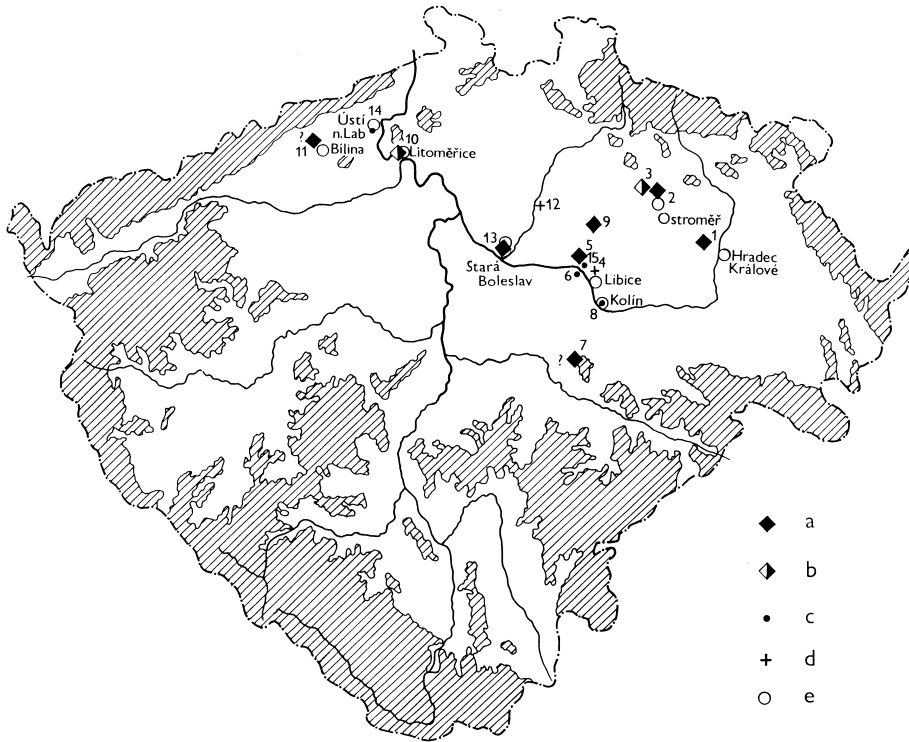 14
Ústí
n.Lab
?
11
Bílina
10
Litoměřice
3
2
Ostroměř
12
9
1
13
5
15
4
Hradec
Králové
Stará
Boleslav
6
Libice
Kolín
8
?
7
a
b
c
d
e